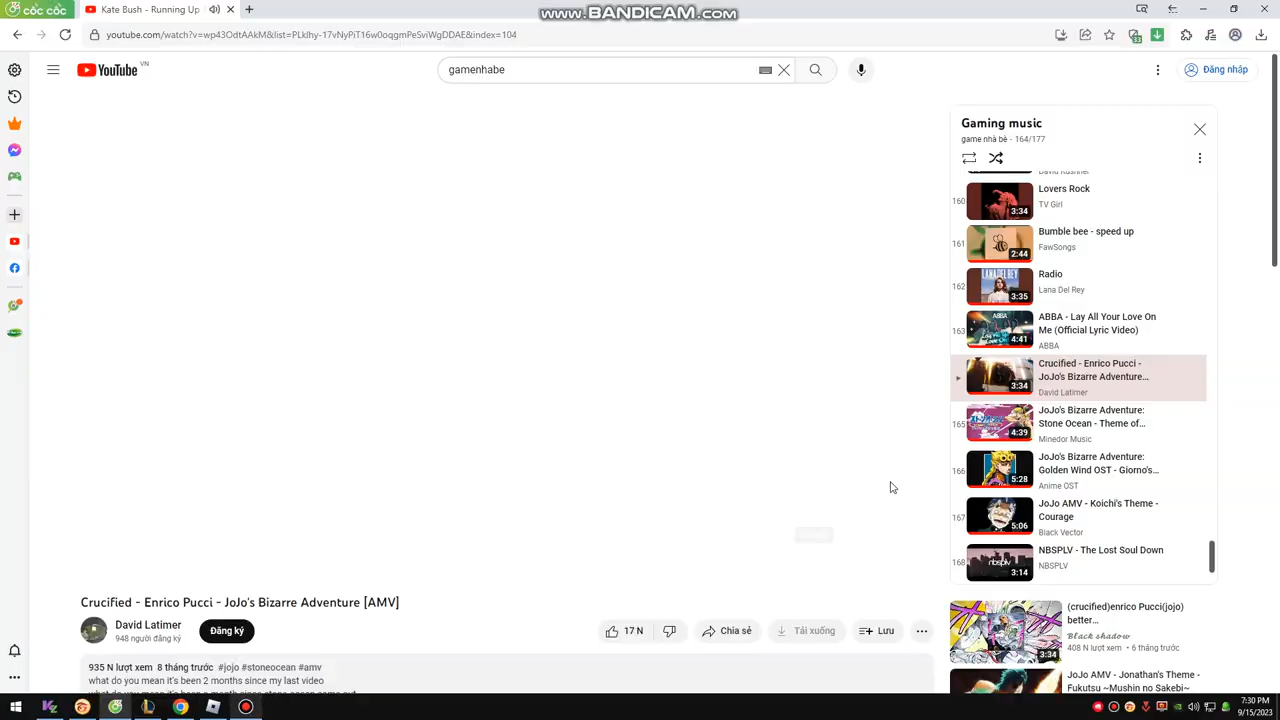 www.BANDICAM.com
cốc cốc
Kate Bush - Running Up
youtube.com/watch?v=wp43OdtAAkM&list=PLklhy-17vNyPiT16w0oqgmPeSviWgDDAE&index=104
YouTube VN
gamenhabe
Đăng nhập
Gaming music
game nhà bè - 164/177
David Kushner
160
Lovers Rock
TV Girl
3:34
161
Bumble bee - speed up
FawSongs
2:44
162
Radio
Lana Del Rey
LANA DEL REY
3:35
163
ABBA - Lay All Your Love On
Me (Official Lyric Video)
ABBA
ABBA
4:41
Crucified - Enrico Pucci -
JoJo's Bizarre Adventure...
David Latimer
3:34
165
JoJo's Bizarre Adventure:
Stone Ocean - Theme of...
Minedor Music
4:39
166
JoJo's Bizarre Adventure:
Golden Wind OST - Giorno's...
Anime OST
5:28
167
JoJo AMV - Koichi's Theme -
Courage
Black Vector
5:06
168
NBSPLV - The Lost Soul Down
NBSPLV
nbsplv
3:14
Crucified - Enrico Pucci - JoJo's Bizarre Adventure [AMV]
David Latimer
948 người đăng ký
Đăng ký
17 N
Chia sẻ
Tải xuống
Lưu
935 N lượt xem 8 tháng trước #jojo #stoneocean #amv
what do you mean it's been 2 months since my last video
(crucified)enrico Pucci(jojo)
better...
Black shadow
408 N lượt xem • 6 tháng trước
3:34
JoJo AMV - Jonathan's Theme -
Fukutsu ~Mushin no Sakebi~
7:30 PM
9/15/2023